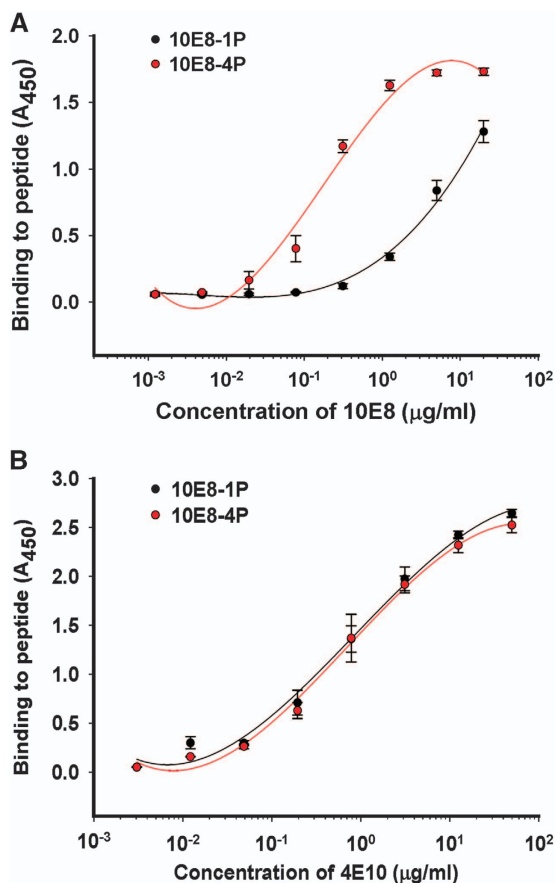 A
10E8-1P
10E8-4P
Binding to peptide (A450)
2.0
1.5
1.0
0.5
0.0
10-3
10-2
10-1
100
101
102
Concentration of 10E8 (μg/ml)
B
10E8-1P
10E8-4P
Binding to peptide (A450)
3.0
2.5
2.0
1.5
1.0
0.5
0.0
10-3
10-2
10-1
100
101
102
Concentration of 4E10 (μg/ml)